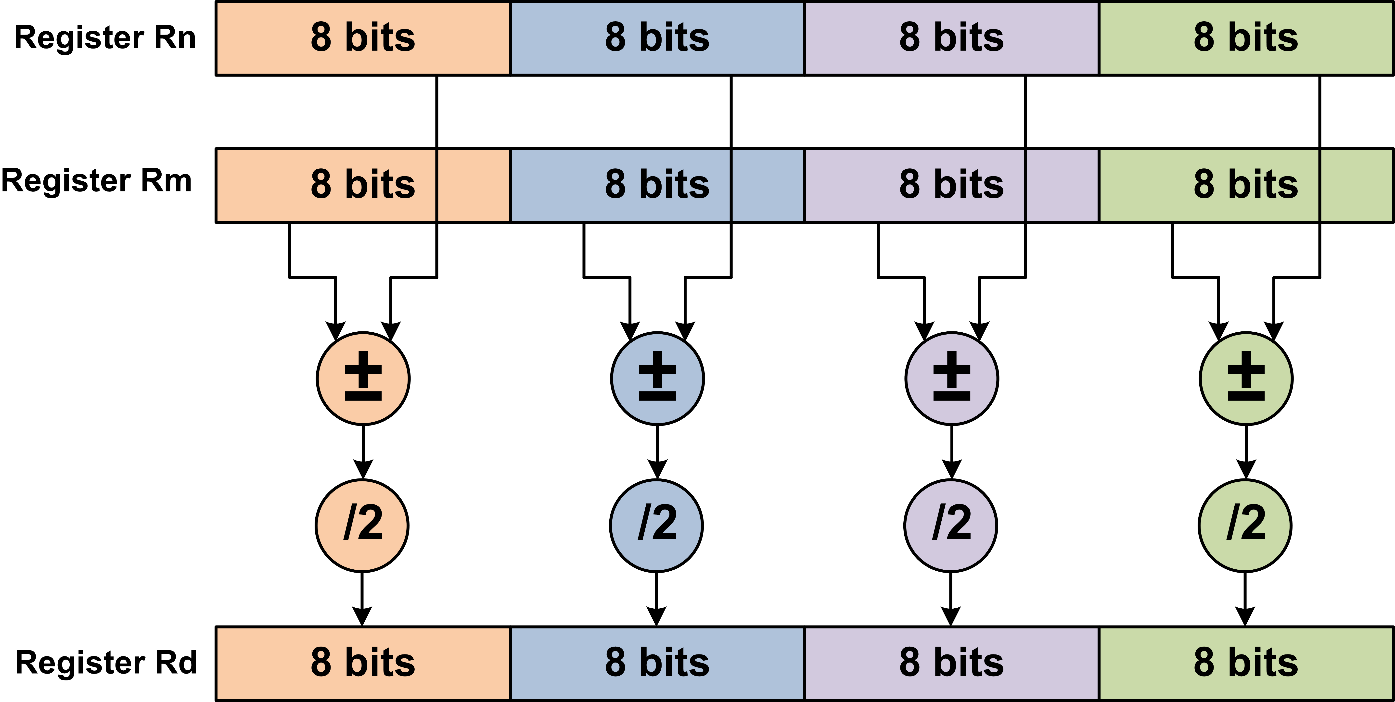 Register Rn 8 bits 8 bits 8 bits 8 bits
Register Rm 8 bits 8 bits 8 bits 8 bits
± ± ± ±
/2 /2 /2 /2
Register Rd 8 bits 8 bits 8 bits 8 bits